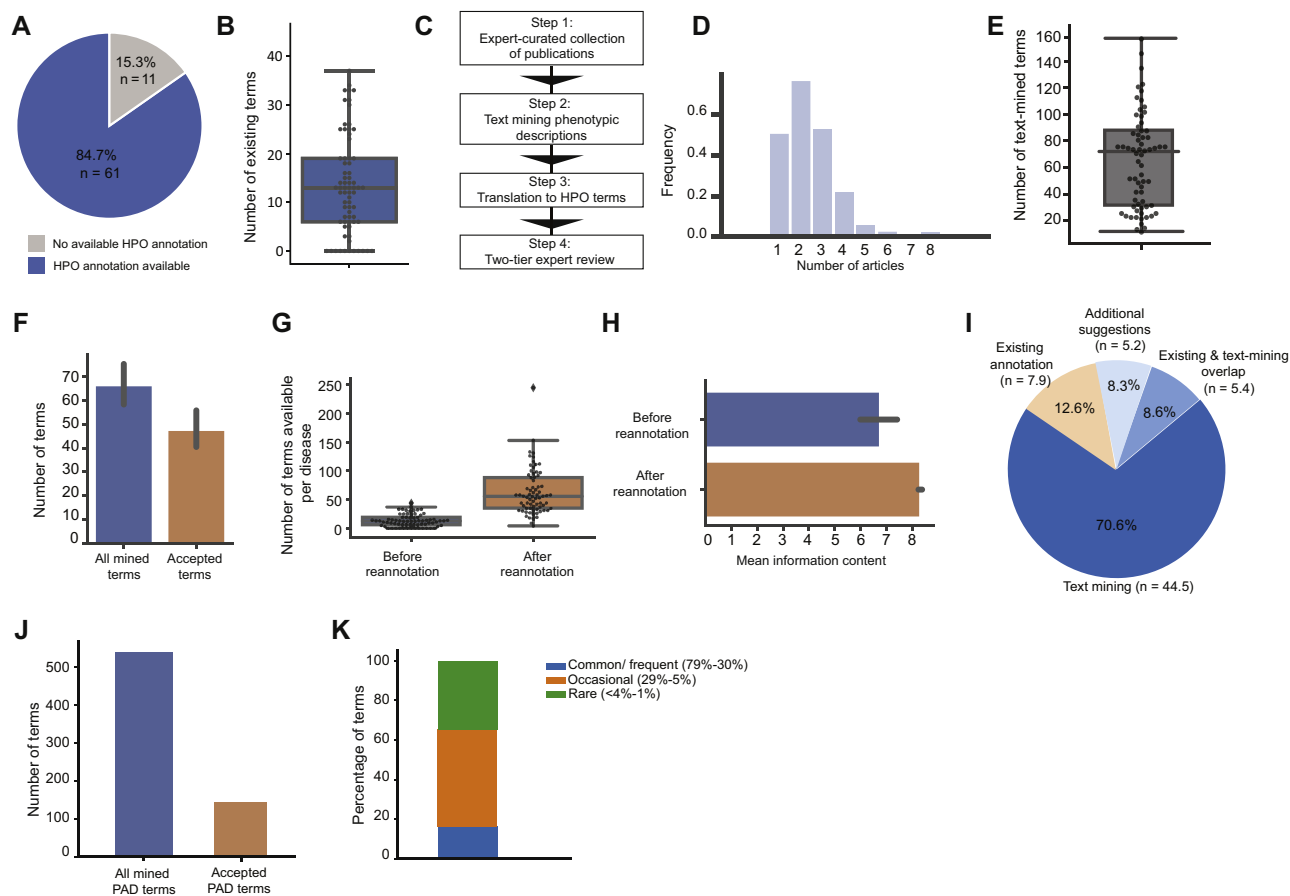 A
15.3%
n = 11
84.7%
n = 61
No available HPO annotation
HPO annotation available
B
Number of existing terms
40
30
20
10
0
C
Step 1:
Expert-curated collection
of publications
Step 2:
Text mining phenotypic
descriptions
Step 3:
Translation to HPO terms
Step 4:
Two-tier expert review
D
Frequency
0.6
0.4
0.2
0.0
1 2 3 4 5 6 7 8
Number of articles
E
Number of text-mined terms
160
140
120
100
80
60
40
20
F
Number of terms
70
60
50
40
30
20
10
0
All mined
terms
Accepted
terms
G
Number of terms available
per disease
250
200
150
100
50
0
Before
reannotation
After
reannotation
H
Before
reannotation
After
reannotation
0 1 2 3 4 5 6 7 8
Mean information content
I
Additional
suggestions
(n = 5.2)
Existing
annotation
(n = 7.9)
Existing & text-mining
overlap
(n = 5.4)
8.3%
12.6%
8.6%
70.6%
Text mining (n = 44.5)
J
Number of terms
500
400
300
200
100
0
All mined
PAD terms
Accepted
PAD terms
K
Percentage of terms
100
80
60
40
20
0
Common/ frequent (79%-30%)
Occasional (29%-5%)
Rare (<4%-1%)